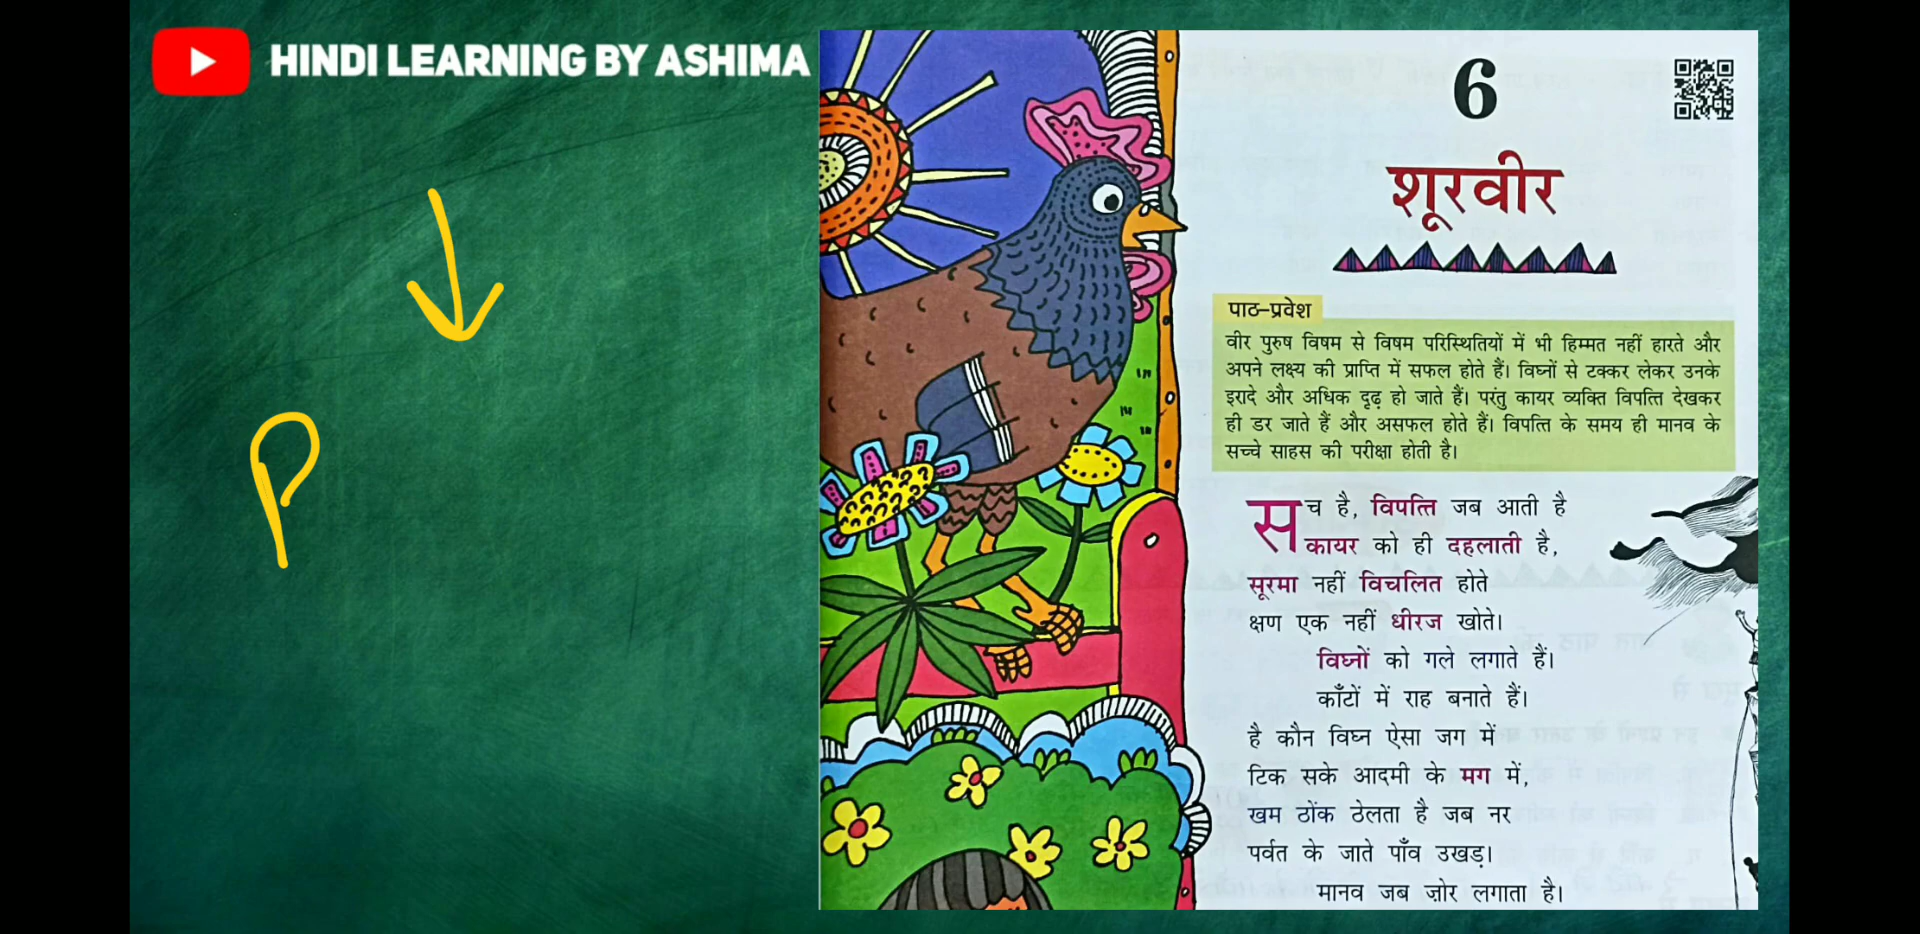 HINDI LEARNING BY ASHIMA
P
6
शूरवीर
पाठ-प्रवेश
वीर पुरुष विषम से विषम परिस्थितियों में भी हिम्मत नहीं हारते और
अपने लक्ष्य की प्राप्ति में सफल होते हैं। विघ्नों से टक्कर लेकर उनके
इरादे और अधिक दृढ़ हो जाते हैं। परंतु कायर व्यक्ति विपत्ति देखकर
ही डर जाते हैं और असफल होते हैं। विपत्ति के समय ही मानव के
सच्चे साहस की परीक्षा होती है।
सच है, विपत्ति जब आती है
कायर को ही दहलाती है,
सूरमा नहीं विचलित होते
क्षण एक नहीं धीरज खोते।
विघ्नों को गले लगाते हैं।
काँटों में राह बनाते हैं।
है कौन विघ्न ऐसा जग में
टिक सके आदमी के मग में,
खम ठोंक ठेलता है जब नर
पर्वत के जाते पाँव उखड़।
मानव जब ज़ोर लगाता है।